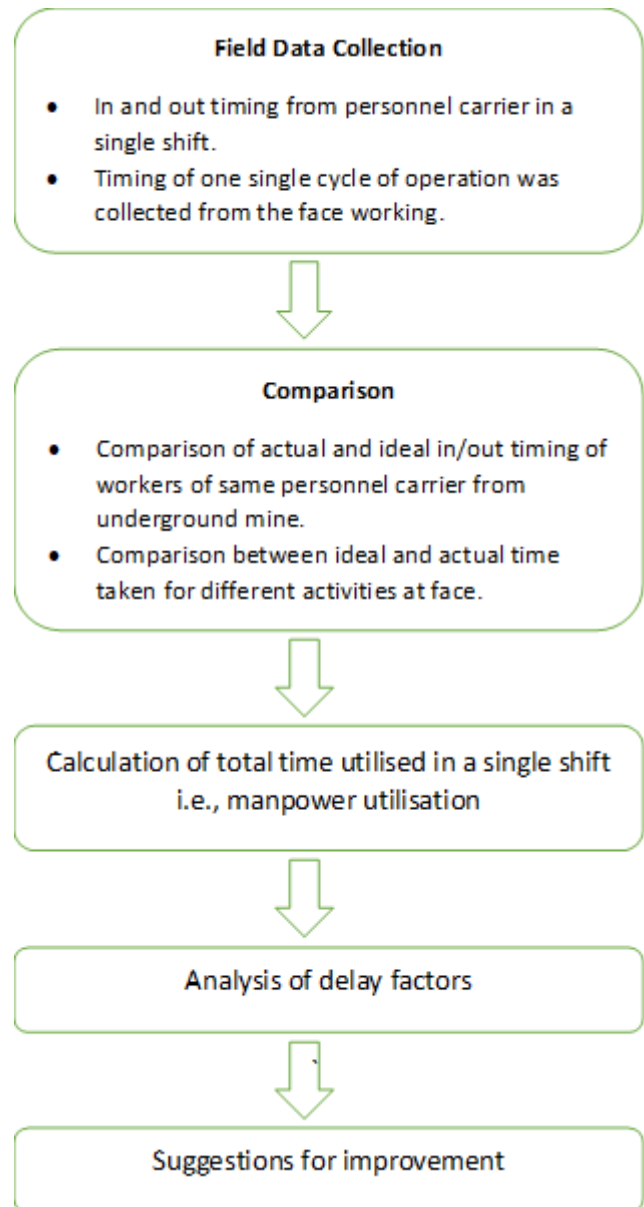 Field Data Collection
• In and out timing from personnel carrier in a
single shift.
• Timing of one single cycle of operation was
collected from the face working.
Comparison
• Comparison of actual and ideal in/out timing of
workers of same personnel carrier from
underground mine.
• Comparison between ideal and actual time
taken for different activities at face.
Calculation of total time utilised in a single shift
i.e., manpower utilisation
Analysis of delay factors
Suggestions for improvement